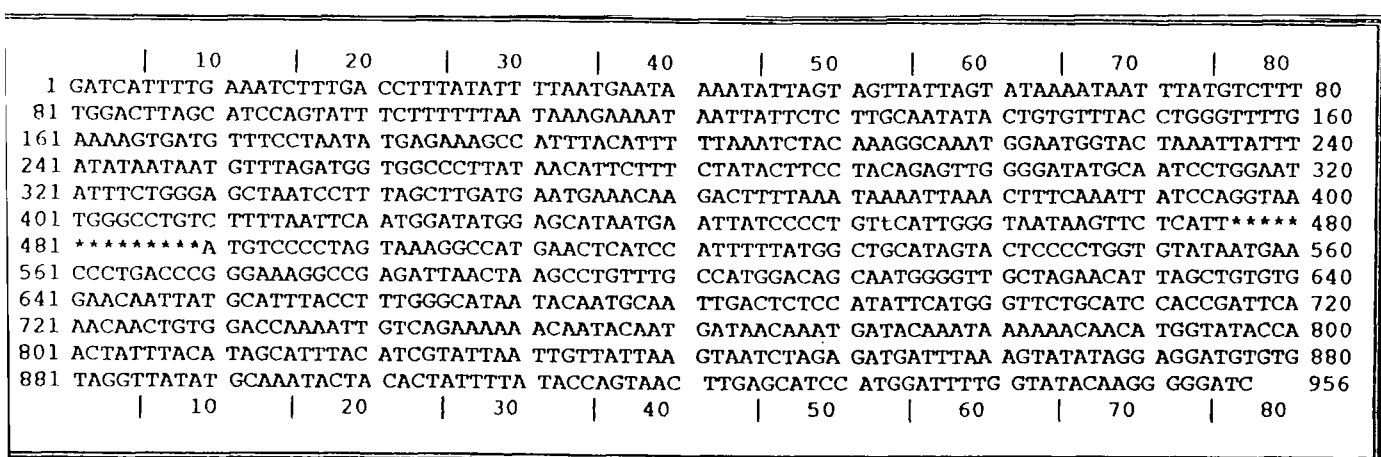 | 10 | 20 | 30 | 40 | 50 | 60 | 70 | 80
1 GATCATTTTG AAATCTTTGA CCTTTATATT TTAATGAATA AAATATTAGT AGTTATTAGT ATAAAATAAT TTATGTCTTT 80
81 TGGACTTAGC ATCCAGTATT TCTTTTTTAA TAAAGAAAAT AATTATTCTC TTGCAATATA CTGTGTTTAC CTGGGTTTTG 160
161 AAAAGTGATG TTTCCTAATA TGAGAAAGCC ATTTACATTT TTAAATCTAC AAAGGCAAAT GGAATGGTAC TAAATTATTT 240
241 ATATAATAAT GTTTAGATGG TGGCCCTTAT AACATTCTTT CTATACTTCC TACAGAGTTG GGGATATGCA ATCCTGGAAT 320
321 ATTTCTGGGA GCTAATCCTT TAGCTTGATG AATGAAACAA GACTTTTAAA TAAAATTAAA CTTTCAAATT ATCCAGGTAA 400
401 TGGGCCTGTC TTTTAATTCA ATGGATATGG AGCATAATGA ATTATCCCCT GTtCATTGGG TAATAAGTTC TCATT***** 480
481 *********A TGTCCCCTAG TAAAGGCCAT GAACTCATCC ATTTTTATGG CTGCATAGTA CTCCCCTGGT GTATAATGAA 560
561 CCCTGACCCG GGAAAGGCCG AGATTAACTA AGCCTGTTTG CCATGGACAG CAATGGGGTT GCTAGAACAT TAGCTGTGTG 640
641 GAACAATTAT GCATTTACCT TTGGGCATAA TACAATGCAA TTGACTCTCC ATATTCATGG GTTCTGCATC CACCGATTCA 720
721 AACAACTGTG GACCAAAATT GTCAGAAAAA ACAATACAAT GATAACAAAT GATACAAATA AAAAACAACA TGGTATACCA 800
801 ACTATTTACA TAGCATTTAC ATCGTATTAA TTGTTATTAA GTAATCTAGA GATGATTTAA AGTATATAGG AGGATGTGTG 880
881 TAGGTTATAT GCAAATACTA CACTATTTTA TACCAGTAAC TTGAGCATCC ATGGATTTTG GTATACAAGG GGGATC 956
| 10 | 20 | 30 | 40 | 50 | 60 | 70 | 80